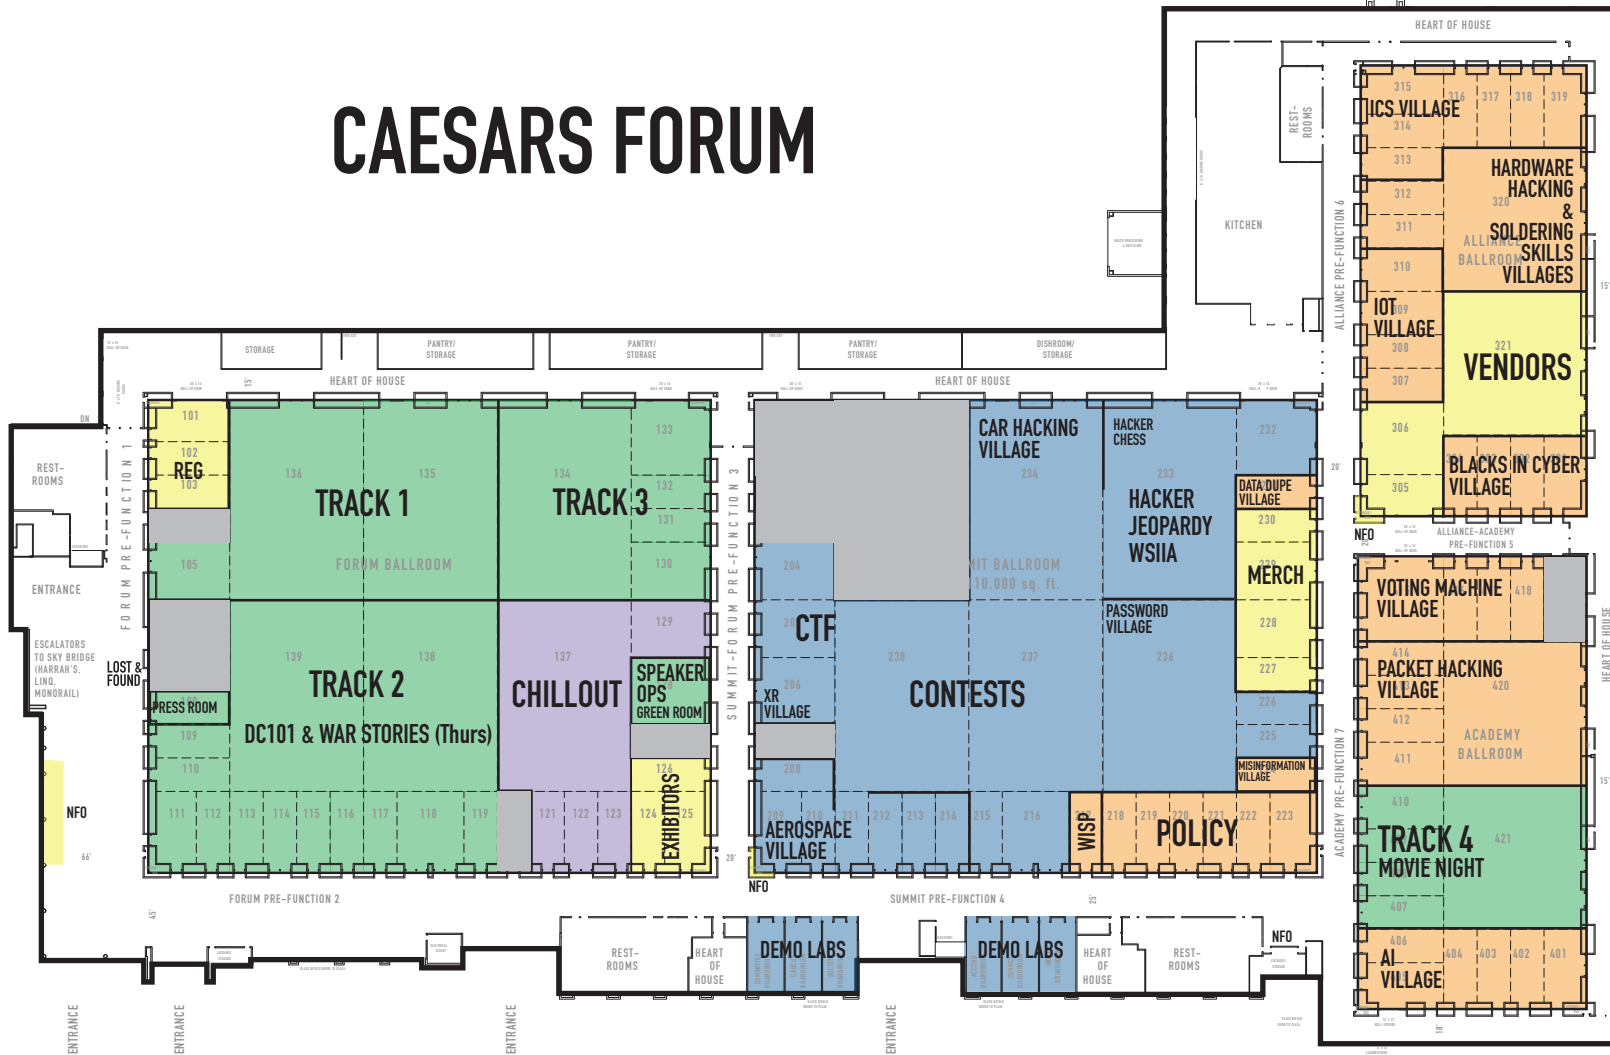 CAESARS FORUM
HEART OF HOUSE
REST-
ROOMS
KITCHEN
ALLIANCE PRE-FUNCTION 6
315
316
317
318
319
ICS VILLAGE
314
313
312
311
HARDWARE
HACKING
320
&
SOLDERING
SKILLS
VILLAGES
ALLIANCE
BALLROOM
310
309
IOT
VILLAGE
308
307
321
VENDORS
306
305
BLACKS IN CYBER
VILLAGE
15'
20'
NFO
ALLIANCE-ACADEMY
PRE-FUNCTION 5
STORAGE
PANTRY/
STORAGE
PANTRY/
STORAGE
PANTRY/
STORAGE
DISHROOM/
STORAGE
HEART OF HOUSE
HEART OF HOUSE
15'
DN
REST-
ROOMS
ENTRANCE
ESCALATORS
TO SKY BRIDGE
(HARRAH'S,
LINQ,
MONORAIL)
FORUM PRE-FUNCTION 1
LOST &
FOUND
NFO
66'
101
102
REG
103
105
136
135
TRACK 1
FORUM BALLROOM
134
133
TRACK 3
132
131
130
139
138
TRACK 2
DC101 & WAR STORIES (Thurs)
PRESS ROOM
109
110
111
112
113
114
115
116
117
118
119
137
129
CHILLOUT
SPEAKER
OPS
GREEN ROOM
126
121
122
123
124
EXHIBITORS
SUMMIT-FORUM PRE-FUNCTION 3
20'
CAR HACKING
VILLAGE
234
HACKER
CHESS
233
232
HACKER
JEOPARDY
WSIIA
DATA DUPE
VILLAGE
230
MERCH
228
227
226
225
MISINFORMATION
VILLAGE
204
CTF
206
XR
VILLAGE
208
238
237
236
CONTESTS
PASSWORD
VILLAGE
209
210
211
212
213
214
215
216
AEROSPACE
VILLAGE
WISP
218
219
220
221
222
223
POLICY
NFO
FORUM PRE-FUNCTION 2
45'
SUMMIT PRE-FUNCTION 4
25'
REST-
ROOMS
HEART
OF
HOUSE
DEMO LABS
DEMO LABS
HEART
OF
HOUSE
REST-
ROOMS
NFO
ENTRANCE
ENTRANCE
ENTRANCE
ENTRANCE
ACADEMY PRE-FUNCTION 7
VOTING MACHINE
VILLAGE
418
HEART OF HOUSE
414
PACKET HACKING
VILLAGE
413
420
412
411
ACADEMY
BALLROOM
15'
410
TRACK 4
MOVIE NIGHT
421
407
406
404
403
402
401
AI
VILLAGE
18'